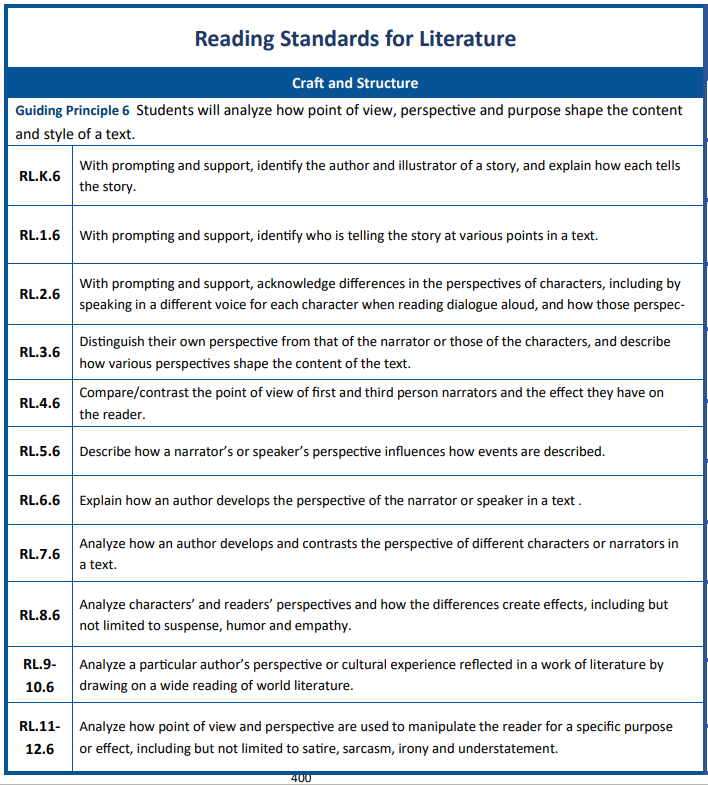 Reading Standards for Literature
Craft and Structure
Guiding Principle 6 Students will analyze how point of view, perspective and purpose shape the content
and style of a text.
RL.K.6
With prompting and support, identify the author and illustrator of a story, and explain how each tells
the story.
RL.1.6
With prompting and support, identify who is telling the story at various points in a text.
RL.2.6
With prompting and support, acknowledge differences in the perspectives of characters, including by
speaking in a different voice for each character when reading dialogue aloud, and how those perspec-
RL.3.6
Distinguish their own perspective from that of the narrator or those of the characters, and describe
how various perspectives shape the content of the text.
RL.4.6
Compare/contrast the point of view of first and third person narrators and the effect they have on
the reader.
RL.5.6
Describe how a narrator’s or speaker’s perspective influences how events are described.
RL.6.6
Explain how an author develops the perspective of the narrator or speaker in a text .
RL.7.6
Analyze how an author develops and contrasts the perspective of different characters or narrators in
a text.
RL.8.6
Analyze characters’ and readers’ perspectives and how the differences create effects, including but
not limited to suspense, humor and empathy.
RL.9-
10.6
Analyze a particular author’s perspective or cultural experience reflected in a work of literature by
drawing on a wide reading of world literature.
RL.11-
12.6
Analyze how point of view and perspective are used to manipulate the reader for a specific purpose
or effect, including but not limited to satire, sarcasm, irony and understatement.
400